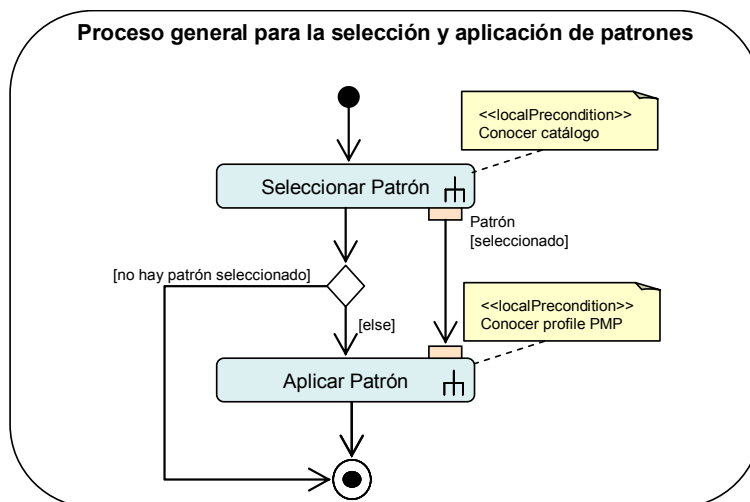 Proceso general para la selección y aplicación de patrones
<<localPrecondition>>
Conocer catálogo
Seleccionar Patrón
Patrón
[seleccionado]
[no hay patrón seleccionado]
<<localPrecondition>>
Conocer profile PMP
[else]
Aplicar Patrón